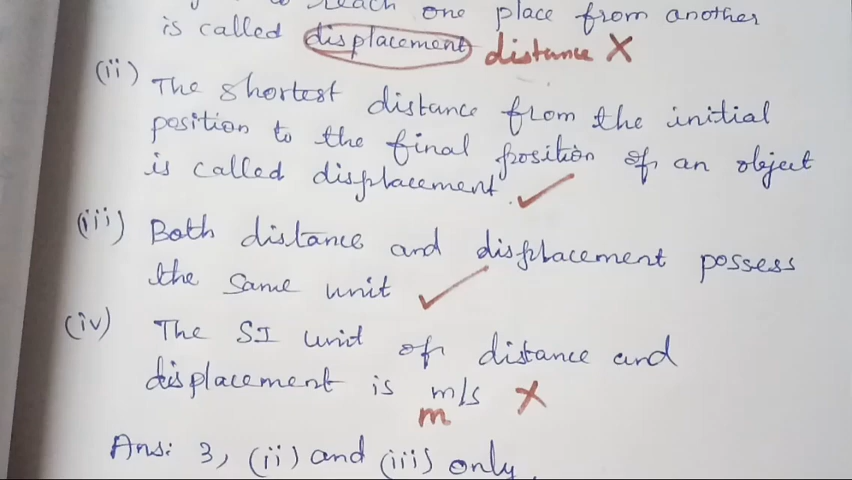 reach one place from another
is called displacement distance X
(ii) The shortest distance from the initial
position to the final position of an object
is called displacement.
(iii) Both distance and displacement possess
the same unit
(iv) The SI unit of distance and
displacement is m/s X
m
Ans: 3, (ii) and (iii) only.